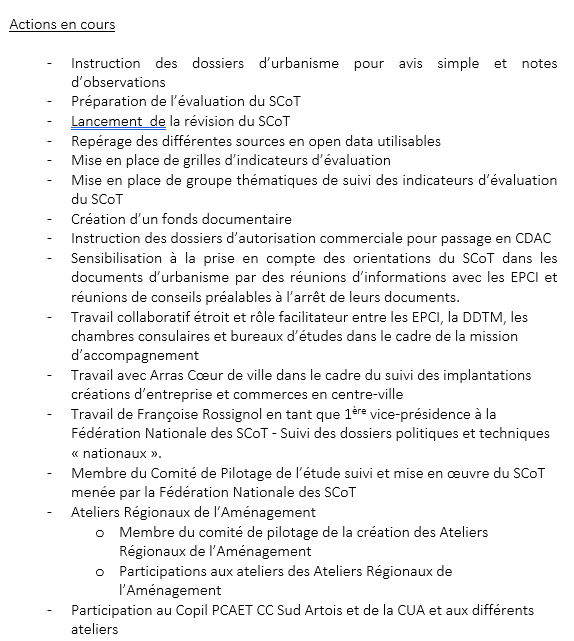 Actions en cours
- Instruction des dossiers d'urbanisme pour avis simple et notes
d'observations
- Préparation de l'évaluation du SCoT
- Lancement de la révision du SCoT
- Repérage des différentes sources en open data utilisables
- Mise en place de grilles d'indicateurs d'évaluation
- Mise en place de groupe thématiques de suivi des indicateurs d'évaluation
du SCoT
- Création d'un fonds documentaire
- Instruction des dossiers d'autorisation commerciale pour passage en CDAC
- Sensibilisation à la prise en compte des orientations du SCoT dans les
documents d'urbanisme par des réunions d'informations avec les EPCI et
réunions de conseils préalables à l'arrêt de leurs documents.
- Travail collaboratif étroit et rôle facilitateur entre les EPCI, la DDTM, les
chambres consulaires et bureaux d'études dans le cadre de la mission
d'accompagnement
- Travail avec Arras Cœur de ville dans le cadre du suivi des implantations
créations d'entreprise et commerces en centre-ville
- Travail de Françoise Rossignol en tant que 1ère vice-présidence à la
Fédération Nationale des SCoT - Suivi des dossiers politiques et techniques
« nationaux ».
- Membre du Comité de Pilotage de l'étude suivi et mise en œuvre du SCoT
menée par la Fédération Nationale des SCoT
- Ateliers Régionaux de l'Aménagement
o Membre du comité de pilotage de la création des Ateliers
Régionaux de l'Aménagement
o Participations aux ateliers des Ateliers Régionaux de
l'Aménagement
- Participation au Copil PCAET CC Sud Artois et de la CUA et aux différents
ateliers